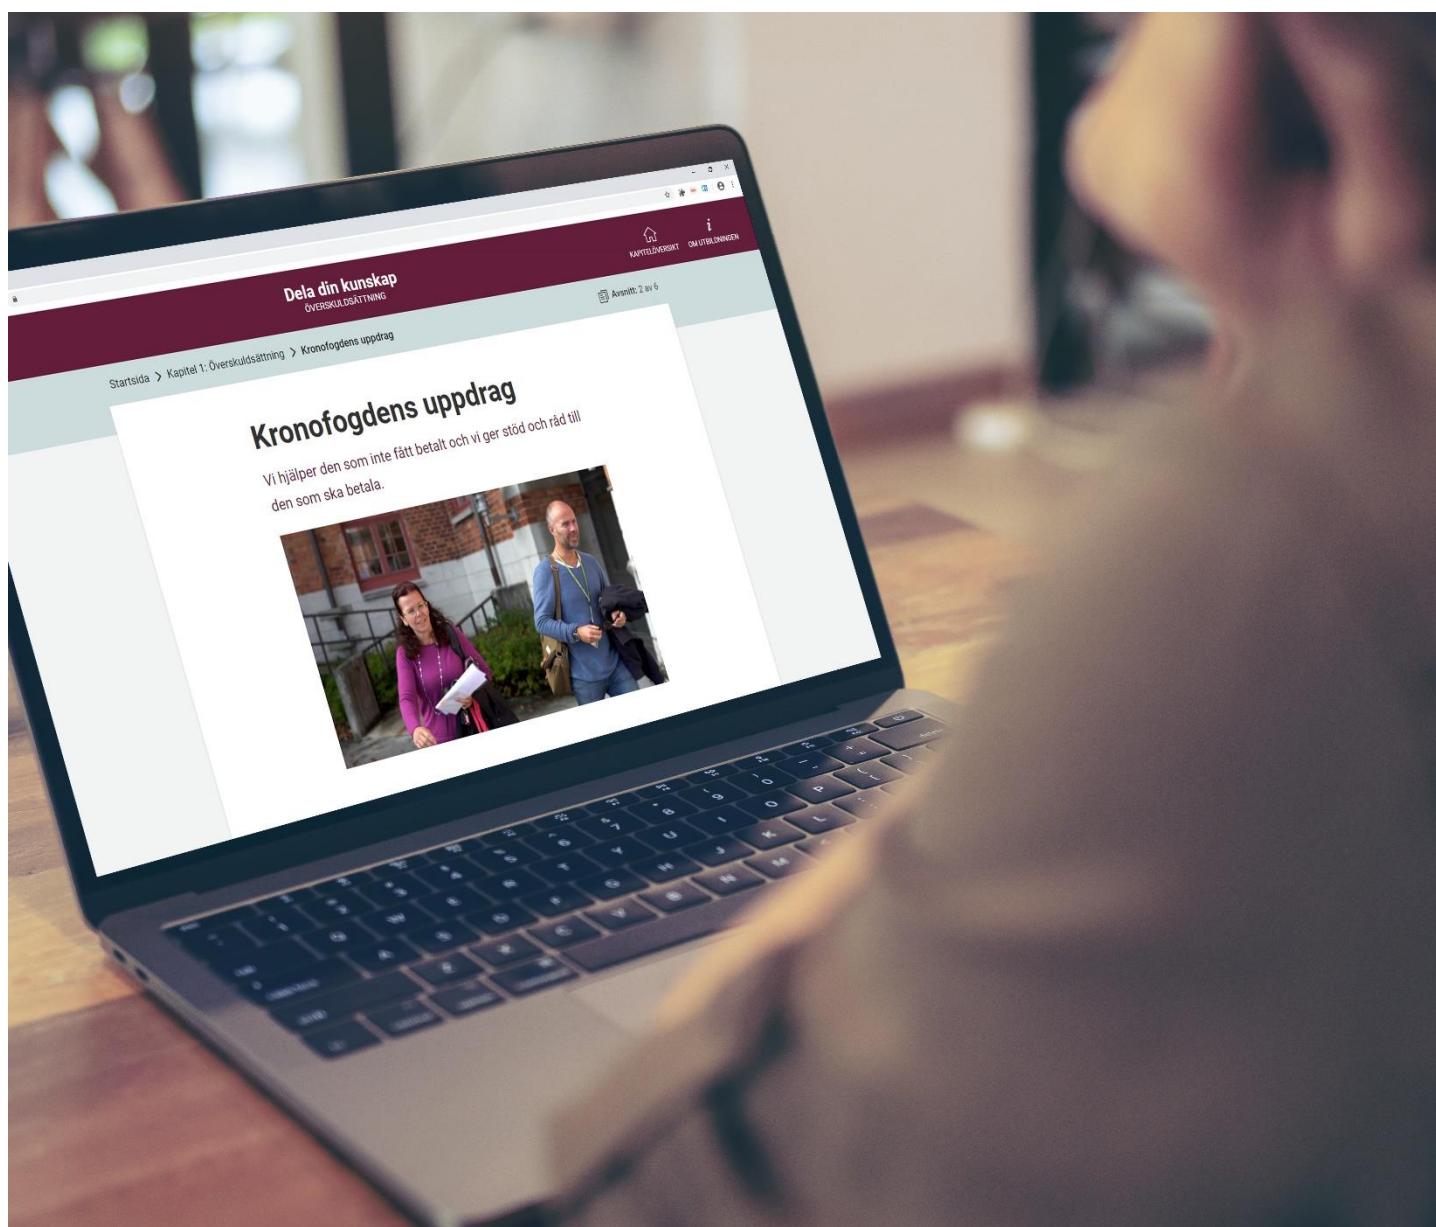 Dela din kunskap
ÖVERSKULDSÄTTNING
KAPITELÖVERSIKT
OM UTBILDNINGEN
Startsida > Kapitel 1: Överskuldsättning > Kronofogdens uppdrag
Avsnitt: 2 av 6
Kronofogdens uppdrag
Vi hjälper den som inte fått betalt och vi ger stöd och råd till
den som ska betala.